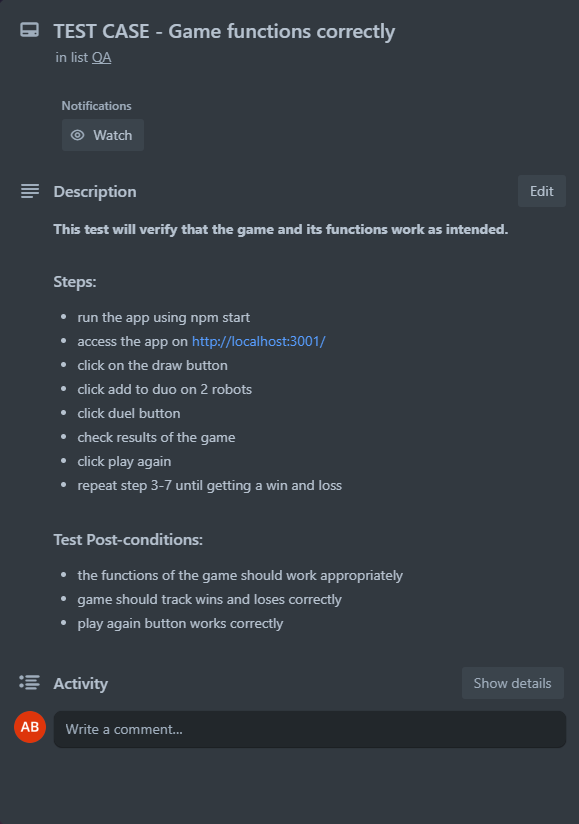 TEST CASE - Game functions correctly
in list QA
Notifications
Watch
Description
Edit
This test will verify that the game and its functions work as intended.
Steps:
• run the app using npm start
• access the app on http://localhost:3001/
• click on the draw button
• click add to duo on 2 robots
• click duel button
• check results of the game
• click play again
• repeat step 3-7 until getting a win and loss
Test Post-conditions:
• the functions of the game should work appropriately
• game should track wins and loses correctly
• play again button works correctly
Activity
Show details
AB
Write a comment...